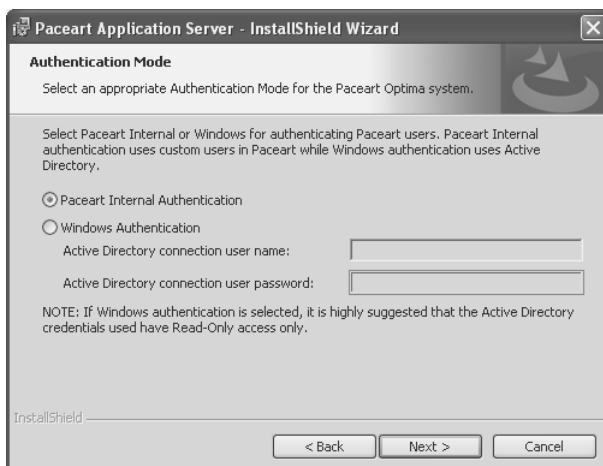 Paceart Application Server - InstallShield Wizard
Authentication Mode
Select an appropriate Authentication Mode for the Paceart Optima system.
Select Paceart Internal or Windows for authenticating Paceart users. Paceart Internal
authentication uses custom users in Paceart while Windows authentication uses Active
Directory.
Paceart Internal Authentication
Windows Authentication
Active Directory connection user name:
Active Directory connection user password:
NOTE: If Windows authentication is selected, it is highly suggested that the Active Directory
credentials used have Read-Only access only.
InstallShield
< Back Next > Cancel